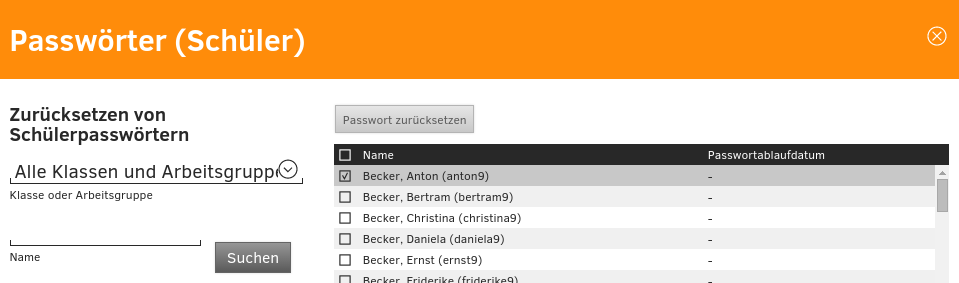 Passwörter (Schüler)
Zurücksetzen von
Schülerpasswörtern
Alle Klassen und Arbeitsgruppe
Klasse oder Arbeitsgruppe
Name
Suchen
Passwort zurücksetzen
Name Passwortablaufdatum
Becker, Anton (anton9) –
Becker, Bertram (bertram9) –
Becker, Christina (christina9) –
Becker, Daniela (daniela9) –
Becker, Ernst (ernst9) –
Becker, Friderike (friderike9) –